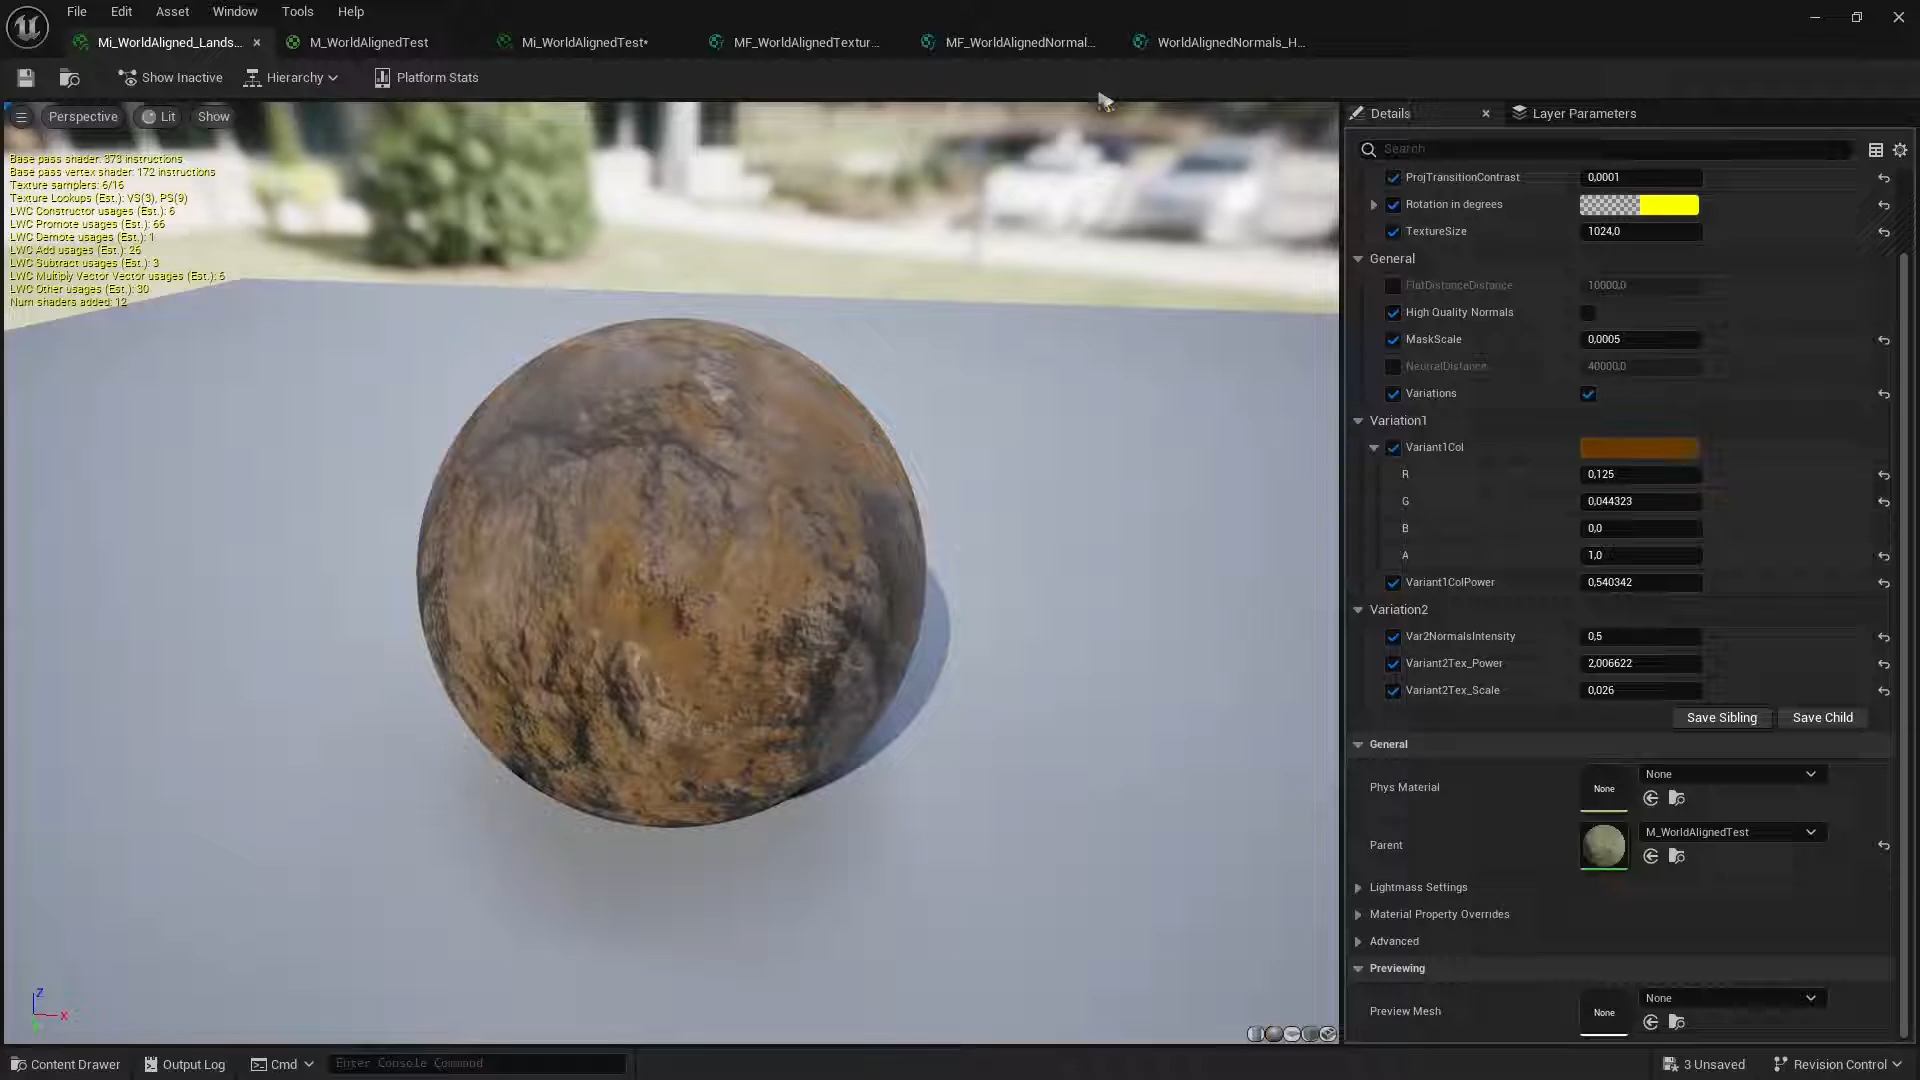 File Edit Asset Window Tools Help
Mi_WorldAligned_Lands... M_WorldAlignedTest Mi_WorldAlignedTest* MF_WorldAlignedTextur... MF_WorldAlignedNormal... WorldAlignedNormals_H...
Show Inactive Hierarchy Platform Stats
Perspective Lit Show
Base pass shader: 373 instructions
Base pass vertex shader: 172 instructions
Texture samplers: 6/16
Texture Lookups (Est.): VS(3), PS(9)
LWC Constructor usages (Est.): 6
LWC Promote usages (Est.): 66
LWC Demote usages (Est.): 1
LWC Add usages (Est.): 26
LWC Subtract usages (Est.): 3
LWC Multiply Vector Vector usages (Est.): 6
LWC Other usages (Est.): 30
Num shaders added: 12
Z
X
Details Layer Parameters
Search
ProjTransitionContrast 0,0001
Rotation in degrees
TextureSize 1024,0
General
FlatDistanceDistance 10000,0
High Quality Normals
MaskScale 0,0005
NeutralDistance 40000,0
Variations
Variation1
Variant1Col
R 0,125
G 0,044323
B 0,0
A 1,0
Variant1ColPower 0,540342
Variation2
Var2NormalsIntensity 0,5
Variant2Tex_Power 2,006622
Variant2Tex_Scale 0,026
Save Sibling Save Child
General
Phys Material None None
Parent M_WorldAlignedTest
Lightmass Settings
Material Property Overrides
Advanced
Previewing
Preview Mesh None None
Content Drawer Output Log Cmd Enter Console Command 3 Unsaved Revision Control